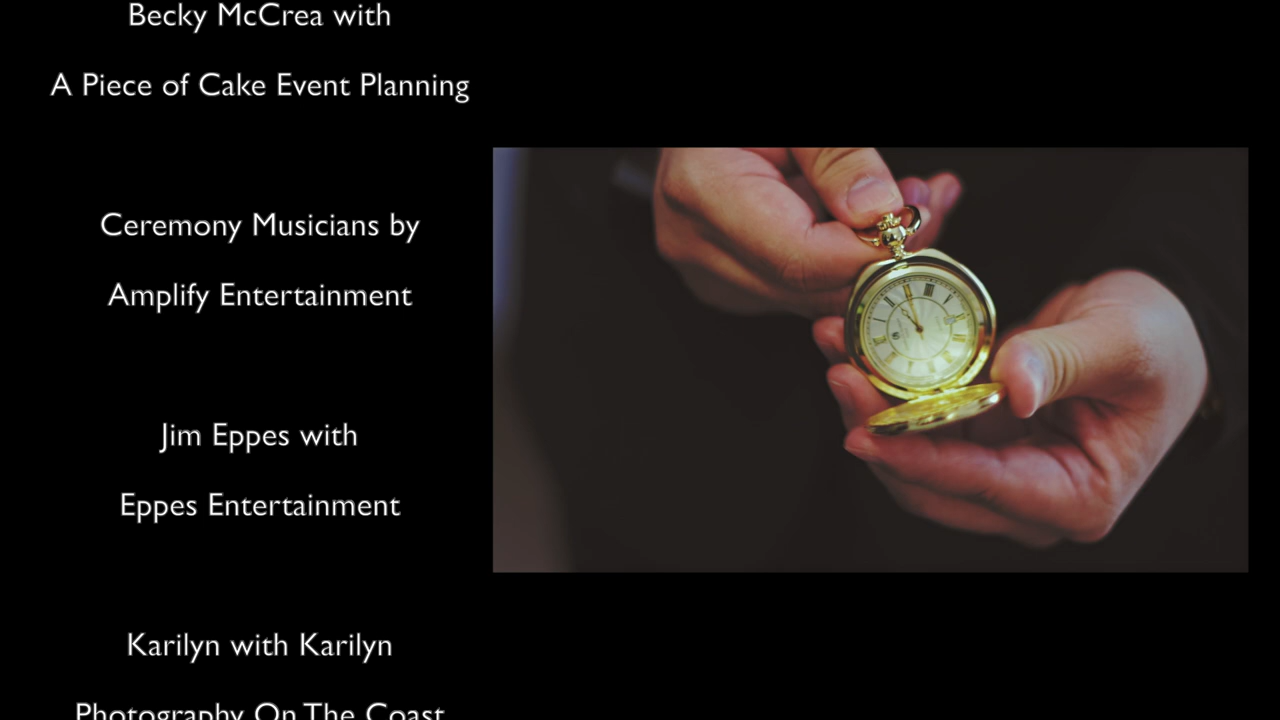 Becky McCrea with
A Piece of Cake Event Planning
Ceremony Musicians by
Amplify Entertainment
Jim Eppes with
Eppes Entertainment
Karilyn with Karilyn
Photography On The Coast